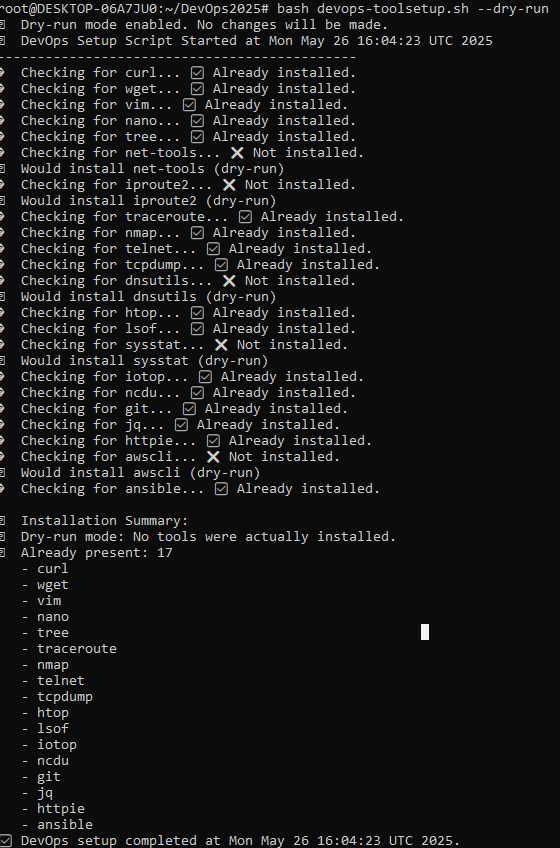 root@DESKTOP-06A7JU0:~/DevOps2025# bash devops-toolsetup.sh --dry-run
Dry-run mode enabled. No changes will be made.
DevOps Setup Script Started at Mon May 26 16:04:23 UTC 2025
---------------------------------------------
Checking for curl... ☑ Already installed.
Checking for wget... ☑ Already installed.
Checking for vim... ☑ Already installed.
Checking for nano... ☑ Already installed.
Checking for tree... ☑ Already installed.
Checking for net-tools... ❌ Not installed.
Would install net-tools (dry-run)
Checking for iproute2... ❌ Not installed.
Would install iproute2 (dry-run)
Checking for traceroute... ☑ Already installed.
Checking for nmap... ☑ Already installed.
Checking for telnet... ☑ Already installed.
Checking for tcpdump... ☑ Already installed.
Checking for dnsutils... ❌ Not installed.
Would install dnsutils (dry-run)
Checking for htop... ☑ Already installed.
Checking for lsof... ☑ Already installed.
Checking for sysstat... ❌ Not installed.
Would install sysstat (dry-run)
Checking for iotop... ☑ Already installed.
Checking for ncdu... ☑ Already installed.
Checking for git... ☑ Already installed.
Checking for jq... ☑ Already installed.
Checking for httpie... ☑ Already installed.
Checking for awscli... ❌ Not installed.
Would install awscli (dry-run)
Checking for ansible... ☑ Already installed.
Installation Summary:
Dry-run mode: No tools were actually installed.
Already present: 17
- curl
- wget
- vim
- nano
- tree
- traceroute
- nmap
- telnet
- tcpdump
- htop
- lsof
- iotop
- ncdu
- git
- jq
- httpie
- ansible
☑ DevOps setup completed at Mon May 26 16:04:23 UTC 2025.